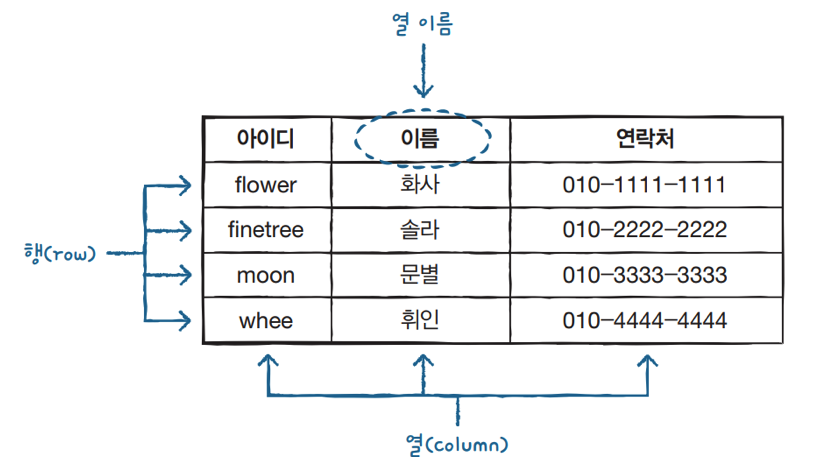 열 이름
아이디 이름 연락처
flower 화사 010-1111-1111
finetree 솔라 010-2222-2222
행(row)
moon 문별 010-3333-3333
whee 휘인 010-4444-4444
열(column)